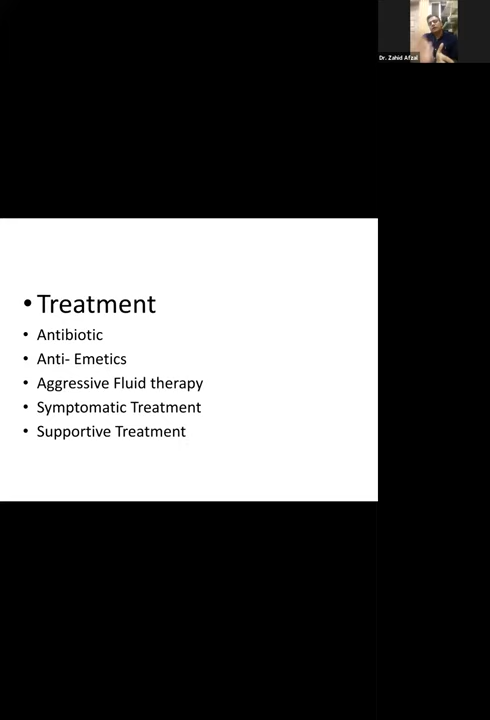 Dr. Zahid Afzal
• Treatment
• Antibiotic
• Anti- Emetics
• Aggressive Fluid therapy
• Symptomatic Treatment
• Supportive Treatment